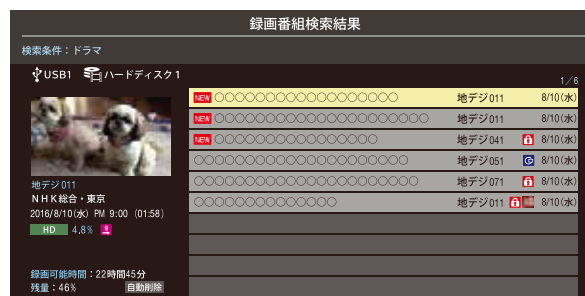 録画番組検索結果
検索条件：ドラマ
USB1 ハードディスク1
1／6
NEW ○○○○○○○○○○○○○○○○○○ 地デジ011 8/10(水)
NEW ○○○○○○○○○○○○○○○○○○○○○ 地デジ011 8/10(水)
NEW ○○○○○○○○○○○○○○○○ 地デジ041 8/10(水)
○○○○○○○○○○○○○○○○○○○○○ 地デジ051 G 8/10(水)
○○○○○○○○○○○○○○○○○○○○○○ 地デジ071 8/10(水)
○○○○○○○○○○○○○○ 地デジ011 8/10(水)
地デジ011
NHK総合・東京
2016/8/10(水) PM 9:00 (01:58)
HD 4.8%
録画可能時間：22時間45分
残量：46% 自動削除